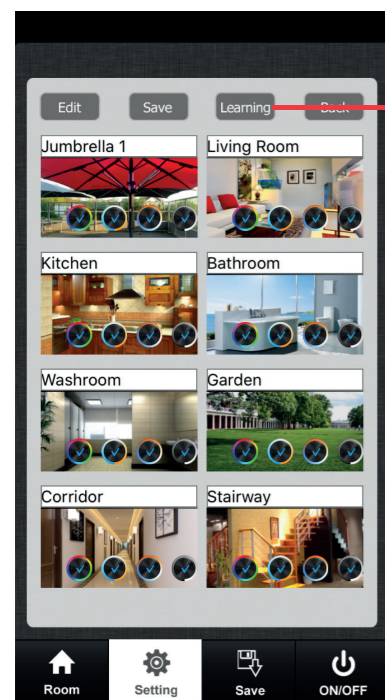 Edit Save Learning Back
Jumbrella 1 Living Room
Kitchen Bathroom
Washroom Garden
Corridor Stairway
Room Setting Save ON/OFF